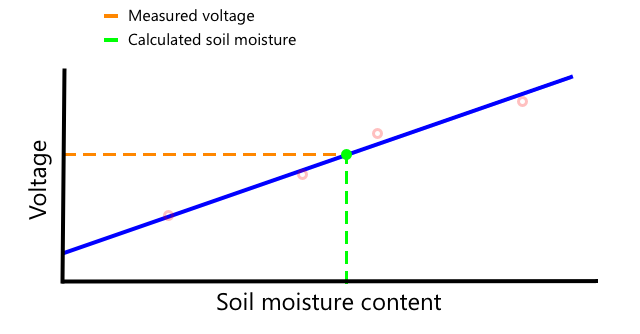 Measured voltage
Calculated soil moisture
Voltage
Soil moisture content